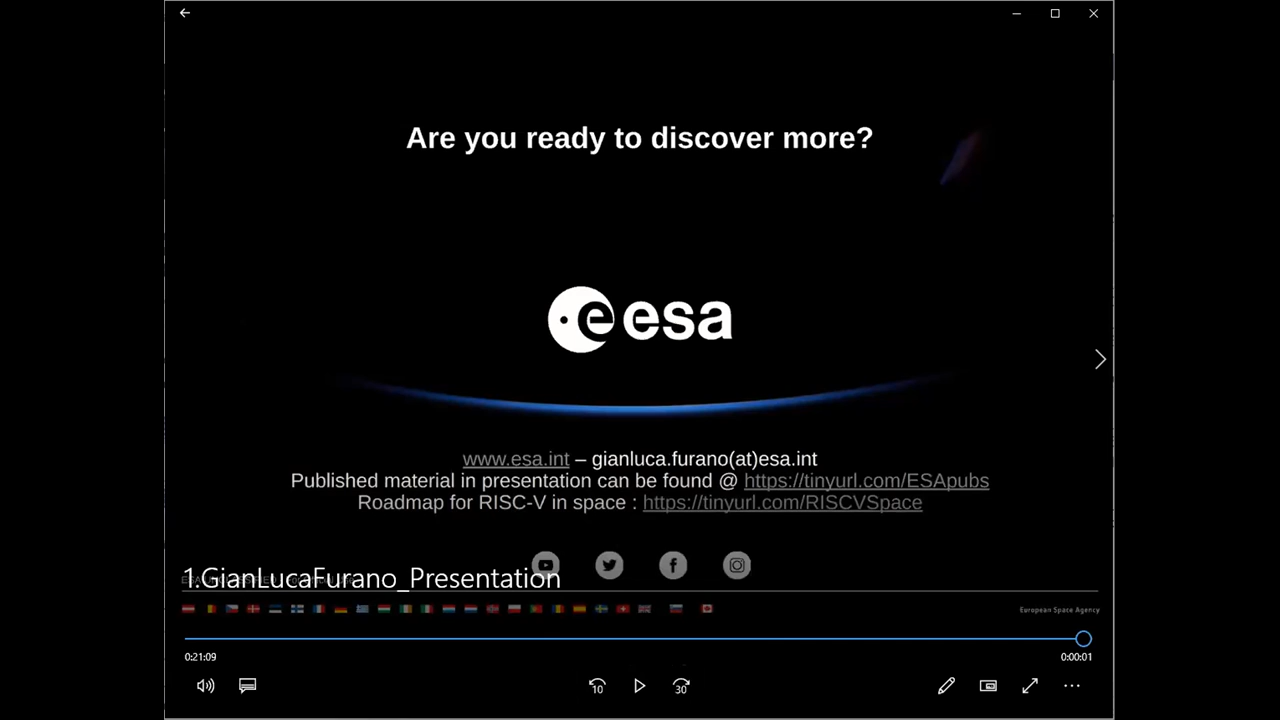 Are you ready to discover more?
esa
www.esa.int – gianluca.furano(at)esa.int
Published material in presentation can be found @ https://tinyurl.com/ESApubs
Roadmap for RISC-V in space : https://tinyurl.com/RISCVSpace
1.GianLucaFurano_Presentation
European Space Agency
0:21:09
0:00:01
10
30